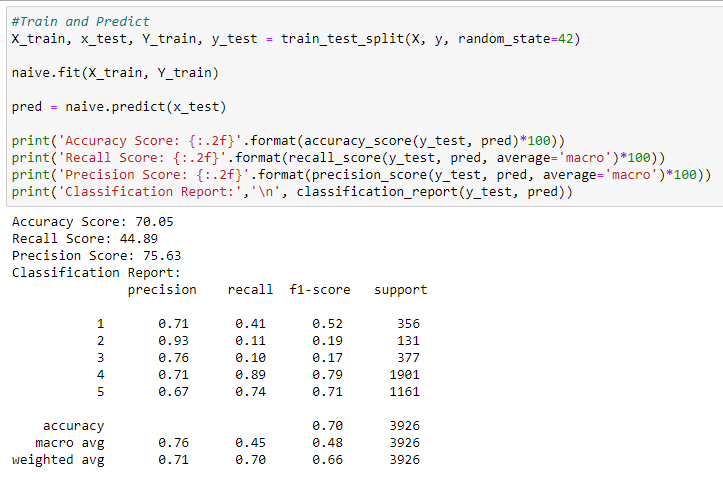 #Train and Predict
X_train, x_test, Y_train, y_test = train_test_split(X, y, random_state=42)
naive.fit(X_train, Y_train)
pred = naive.predict(x_test)
print('Accuracy Score: {:.2f}'.format(accuracy_score(y_test, pred)*100))
print('Recall Score: {:.2f}'.format(recall_score(y_test, pred, average='macro')*100))
print('Precision Score: {:.2f}'.format(precision_score(y_test, pred, average='macro')*100))
print('Classification Report:','\n', classification_report(y_test, pred))
Accuracy Score: 70.05
Recall Score: 44.89
Precision Score: 75.63
Classification Report:
precision recall f1-score support
1 0.71 0.41 0.52 356
2 0.93 0.11 0.19 131
3 0.76 0.10 0.17 377
4 0.71 0.89 0.79 1901
5 0.67 0.74 0.71 1161
accuracy 0.70 3926
macro avg 0.76 0.45 0.48 3926
weighted avg 0.71 0.70 0.66 3926